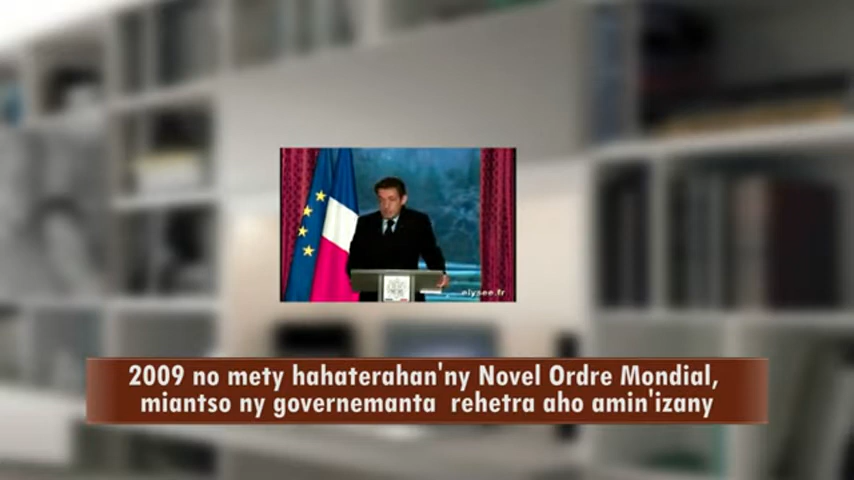 elysee.fr
2009 no mety hahaterahan'ny Novel Ordre Mondial,
miantso ny governemanta rehetra aho amin'izany